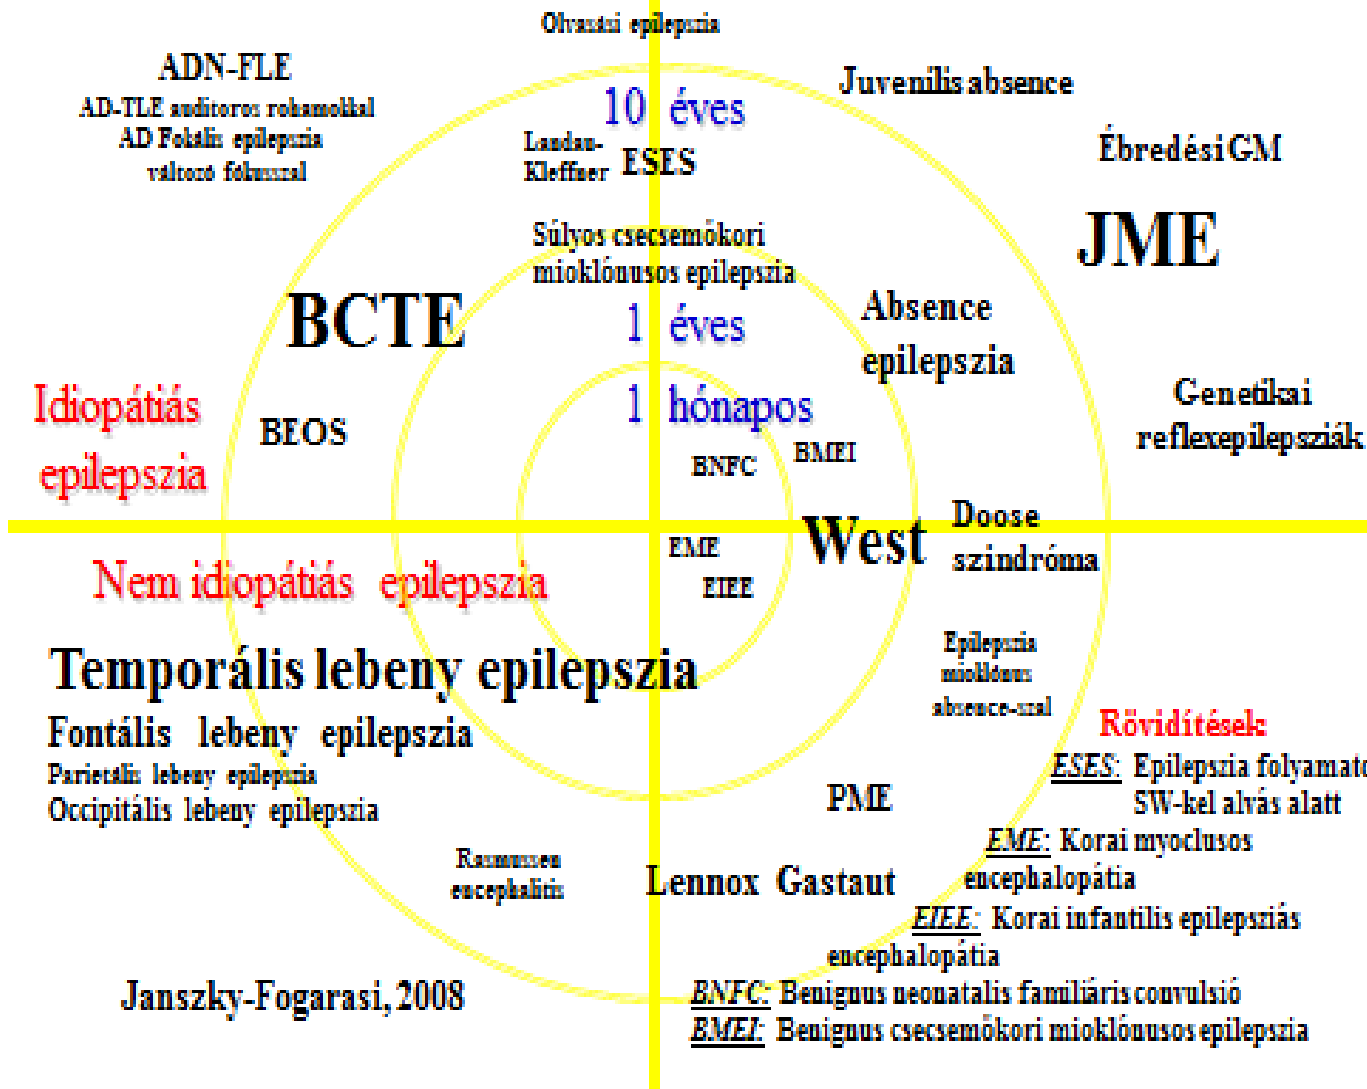 Olvasási epilepszia
ADN-FLE
AD-TLE auditoros rohamokkal
AD Fokális epilepszia
változó fókusszal
10 éves
Juvenilis absence
Landau-
Kleffner
ESES
Ébredési GM
JME
Súlyos csecsemőkori
mioklónusos epilepszia
BCTE
1 éves
Absence
epilepszia
Idiopátiás
epilepszia
BEOS
1 hónapos
BNFC
BMEI
Genetikai
reflexepilepsziák
West
Doose
szindróma
EME
EIEE
Nem idiopátiás epilepszia
Temporális lebeny epilepszia
Fontális lebeny epilepszia
Parietális lebeny epilepszia
Occipitális lebeny epilepszia
Epilepszia
mioklónus
absence-szal
PME
Rasmussen
encephalitis
Lennox Gastaut
Janszky-Fogarasi, 2008
Rövidítések
ESES: Epilepszia folyamato
SW-kel alvás alatt
EME: Korai myoclusos
encephalopátia
EIEE: Korai infantilis epilepsziás
encephalopátia
BNFC: Benignus neonatalis familiáris convulsió
BMEI: Benignus csecsemőkori mioklónusos epilepszia